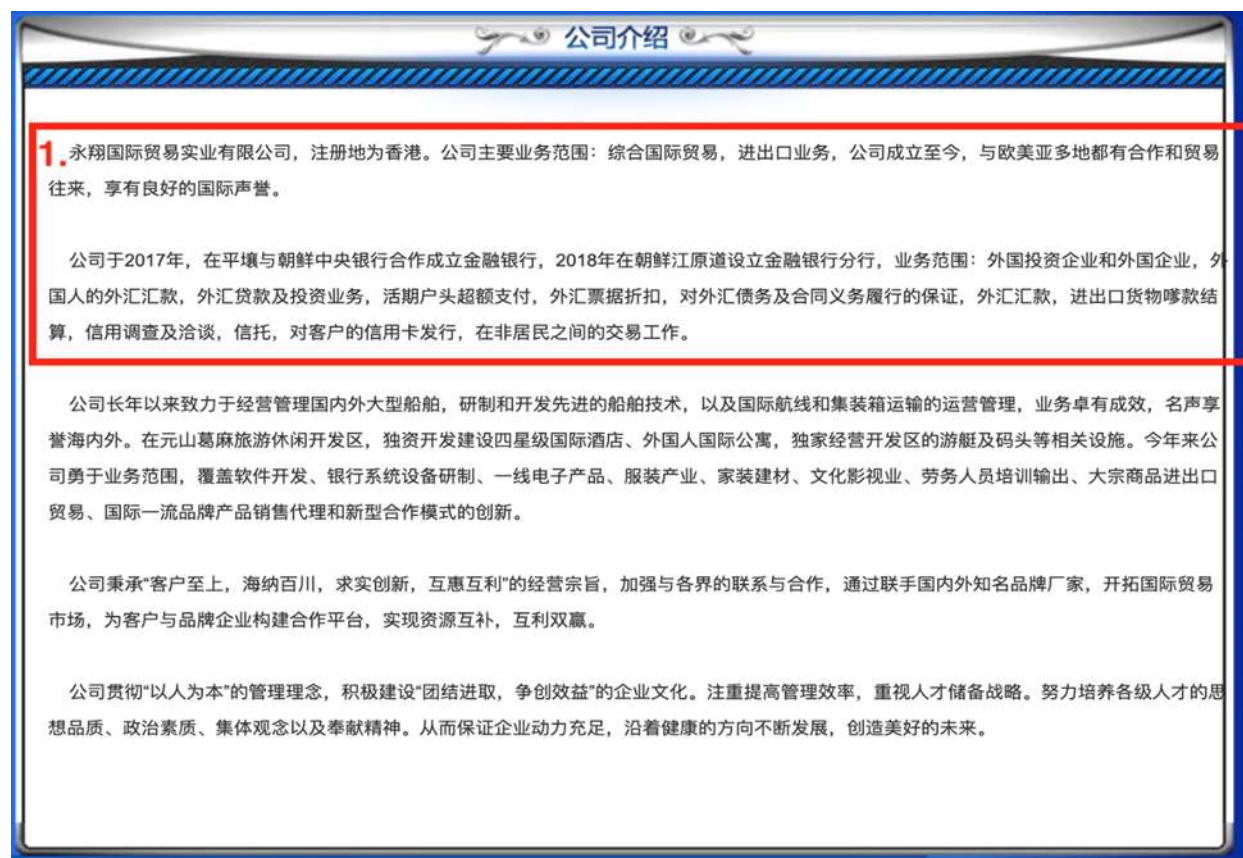 公司介绍
1.
永翔国际贸易实业有限公司，注册地为香港。公司主要业务范围：综合国际贸易，进出口业务，公司成立至今，与欧美亚多地都有合作和贸易
往来，享有良好的国际声誉。
公司于2017年，在平壤与朝鲜中央银行合作成立金融银行，2018年在朝鲜江原道设立金融银行分行，业务范围：外国投资企业和外国企业，外
国人的外汇汇款，外汇贷款及投资业务，活期户头超额支付，外汇票据折扣，对外汇债务及合同义务履行的保证，外汇汇款，进出口货物嗲款结
算，信用调查及洽谈，信托，对客户的信用卡发行，在非居民之间的交易工作。
公司长年以来致力于经营管理国内外大型船舶，研制和开发先进的船舶技术，以及国际航线和集装箱运输的运营管理，业务卓有成效，名声享
誉海内外。在元山葛麻旅游休闲开发区，独资开发建设四星级国际酒店、外国人国际公寓，独家经营开发区的游艇及码头等相关设施。今年来公
司勇于业务范围，覆盖软件开发、银行系统设备研制、一线电子产品、服装产业、家装建材、文化影视业、劳务人员培训输出、大宗商品进出口
贸易、国际一流品牌产品销售代理和新型合作模式的创新。
公司秉承“客户至上，海纳百川，求实创新，互惠互利”的经营宗旨，加强与各界的联系与合作，通过联手国内外知名品牌厂家，开拓国际贸易
市场，为客户与品牌企业构建合作平台，实现资源互补，互利双赢。
公司贯彻“以人为本”的管理理念，积极建设“团结进取，争创效益”的企业文化。注重提高管理效率，重视人才储备战略。努力培养各级人才的思
想品质、政治素质、集体观念以及奉献精神。从而保证企业动力充足，沿着健康的方向不断发展，创造美好的未来。